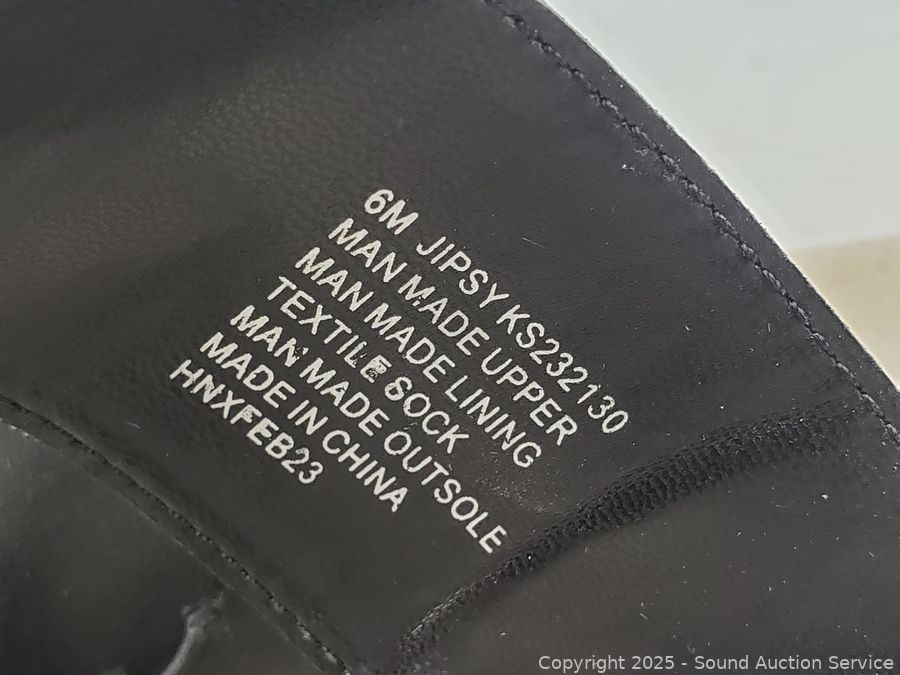 6M JIPSY KS232130
MAN MADE UPPER
MAN MADE LINING
TEXTILE SOCK
MAN MADE OUTSOLE
MADE IN CHINA
HNXFEB23
Copyright 2025 - Sound Auction Service